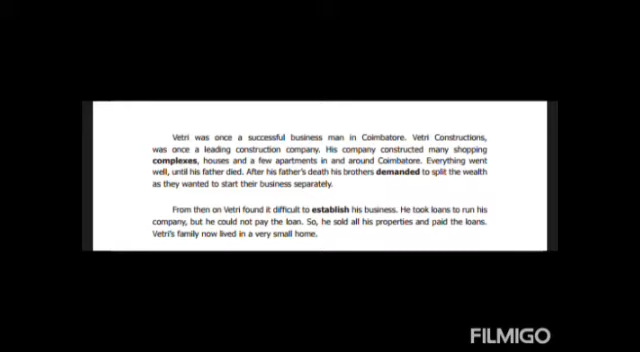 Vetri was once a successful business man in Coimbatore. Vetri Constructions,
was once a leading construction company. His company constructed many shopping
complexes, houses and a few apartments in and around Coimbatore. Everything went
well, until his father died. After his father's death his brothers demanded to split the wealth
as they wanted to start their business separately.
From then on Vetri found it difficult to establish his business. He took loans to run his
company, but he could not pay the loan. So, he sold all his properties and paid the loans.
Vetri's family now lived in a very small home.
FILMIGO